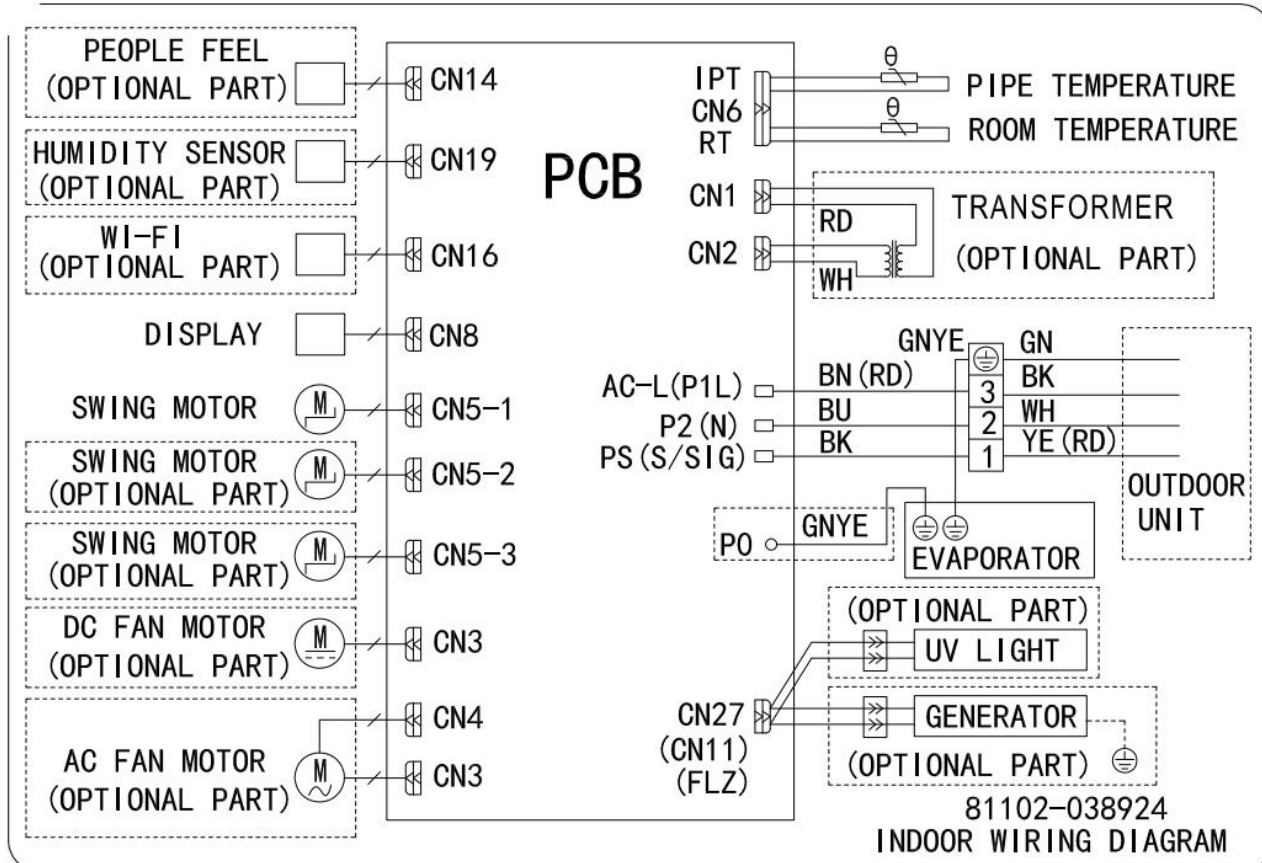 PEOPLE FEEL
(OPTIONAL PART)
CN14
HUMIDITY SENSOR
(OPTIONAL PART)
CN19
WI-FI
(OPTIONAL PART)
CN16
DISPLAY
CN8
SWING MOTOR
M
CN5-1
SWING MOTOR
(OPTIONAL PART)
M
CN5-2
SWING MOTOR
(OPTIONAL PART)
M
CN5-3
DC FAN MOTOR
(OPTIONAL PART)
M
CN3
AC FAN MOTOR
(OPTIONAL PART)
M
CN4
CN3
PCB
IPT
CN6
RT
θ
PIPE TEMPERATURE
θ
ROOM TEMPERATURE
CN1
CN2
RD
WH
TRANSFORMER
(OPTIONAL PART)
AC-L(P1L)
P2(N)
PS(S/SIG)
BN(RD)
BU
BK
GNYE
3
2
1
GN
BK
WH
YE(RD)
OUTDOOR
UNIT
P0
GNYE
EVAPORATOR
(OPTIONAL PART)
UV LIGHT
CN27
(CN11)
(FLZ)
GENERATOR
(OPTIONAL PART)
81102-038924
INDOOR WIRING DIAGRAM